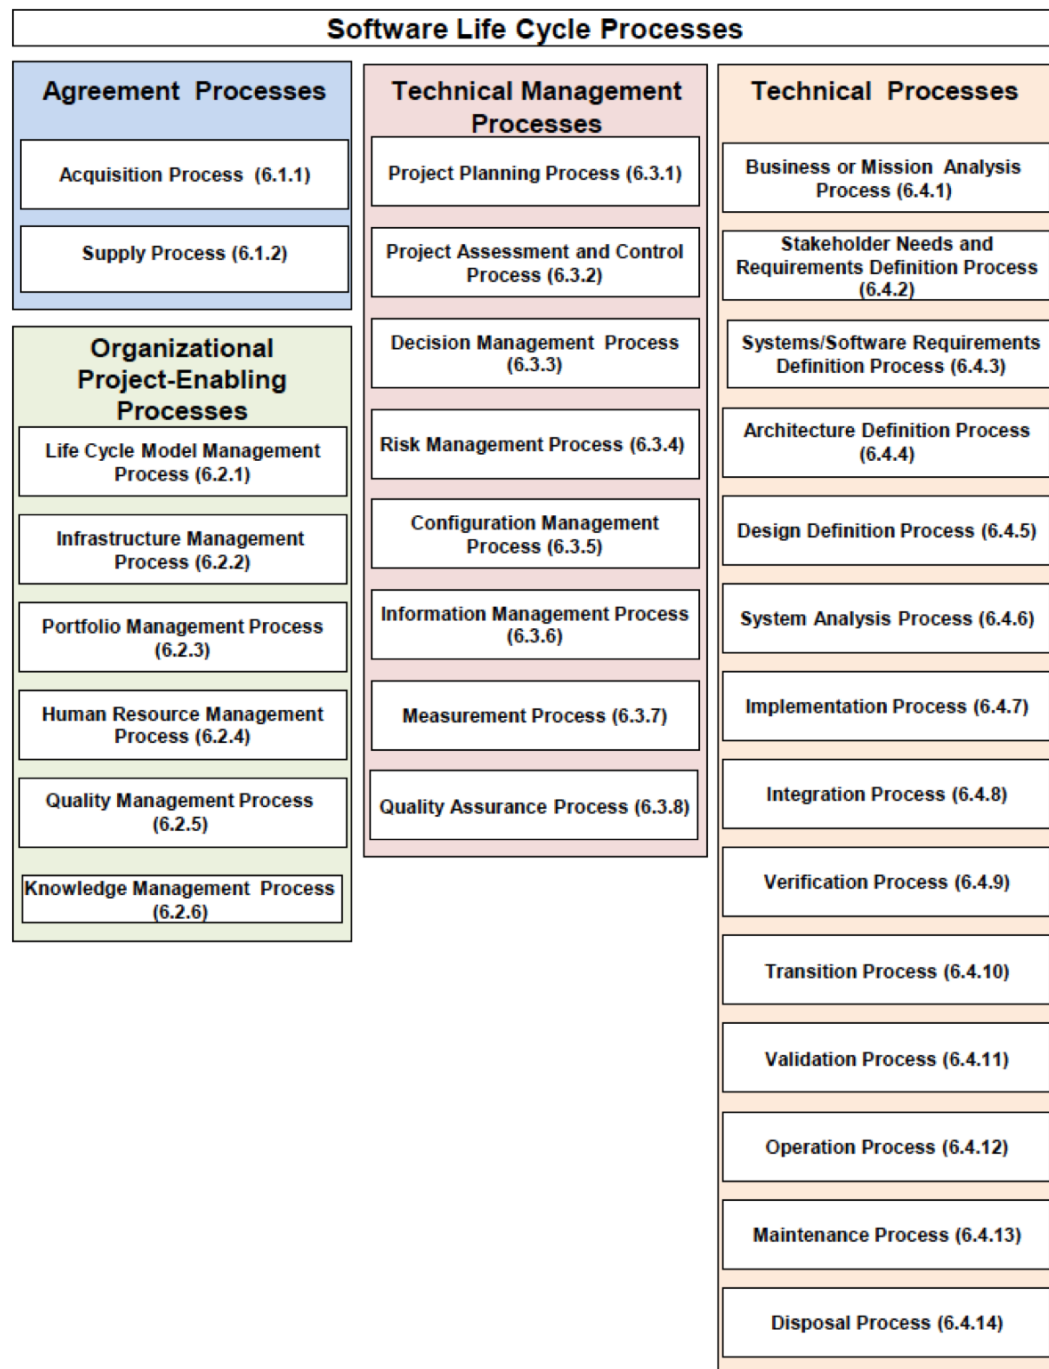 Software Life Cycle Processes
Agreement Processes
Acquisition Process (6.1.1)
Supply Process (6.1.2)
Organizational
Project-Enabling
Processes
Life Cycle Model Management
Process (6.2.1)
Infrastructure Management
Process (6.2.2)
Portfolio Management Process
(6.2.3)
Human Resource Management
Process (6.2.4)
Quality Management Process
(6.2.5)
Knowledge Management Process
(6.2.6)
Technical Management
Processes
Project Planning Process (6.3.1)
Project Assessment and Control
Process (6.3.2)
Decision Management Process
(6.3.3)
Risk Management Process (6.3.4)
Configuration Management
Process (6.3.5)
Information Management Process
(6.3.6)
Measurement Process (6.3.7)
Quality Assurance Process (6.3.8)
Technical Processes
Business or Mission Analysis
Process (6.4.1)
Stakeholder Needs and
Requirements Definition Process
(6.4.2)
Systems/Software Requirements
Definition Process (6.4.3)
Architecture Definition Process
(6.4.4)
Design Definition Process (6.4.5)
System Analysis Process (6.4.6)
Implementation Process (6.4.7)
Integration Process (6.4.8)
Verification Process (6.4.9)
Transition Process (6.4.10)
Validation Process (6.4.11)
Operation Process (6.4.12)
Maintenance Process (6.4.13)
Disposal Process (6.4.14)